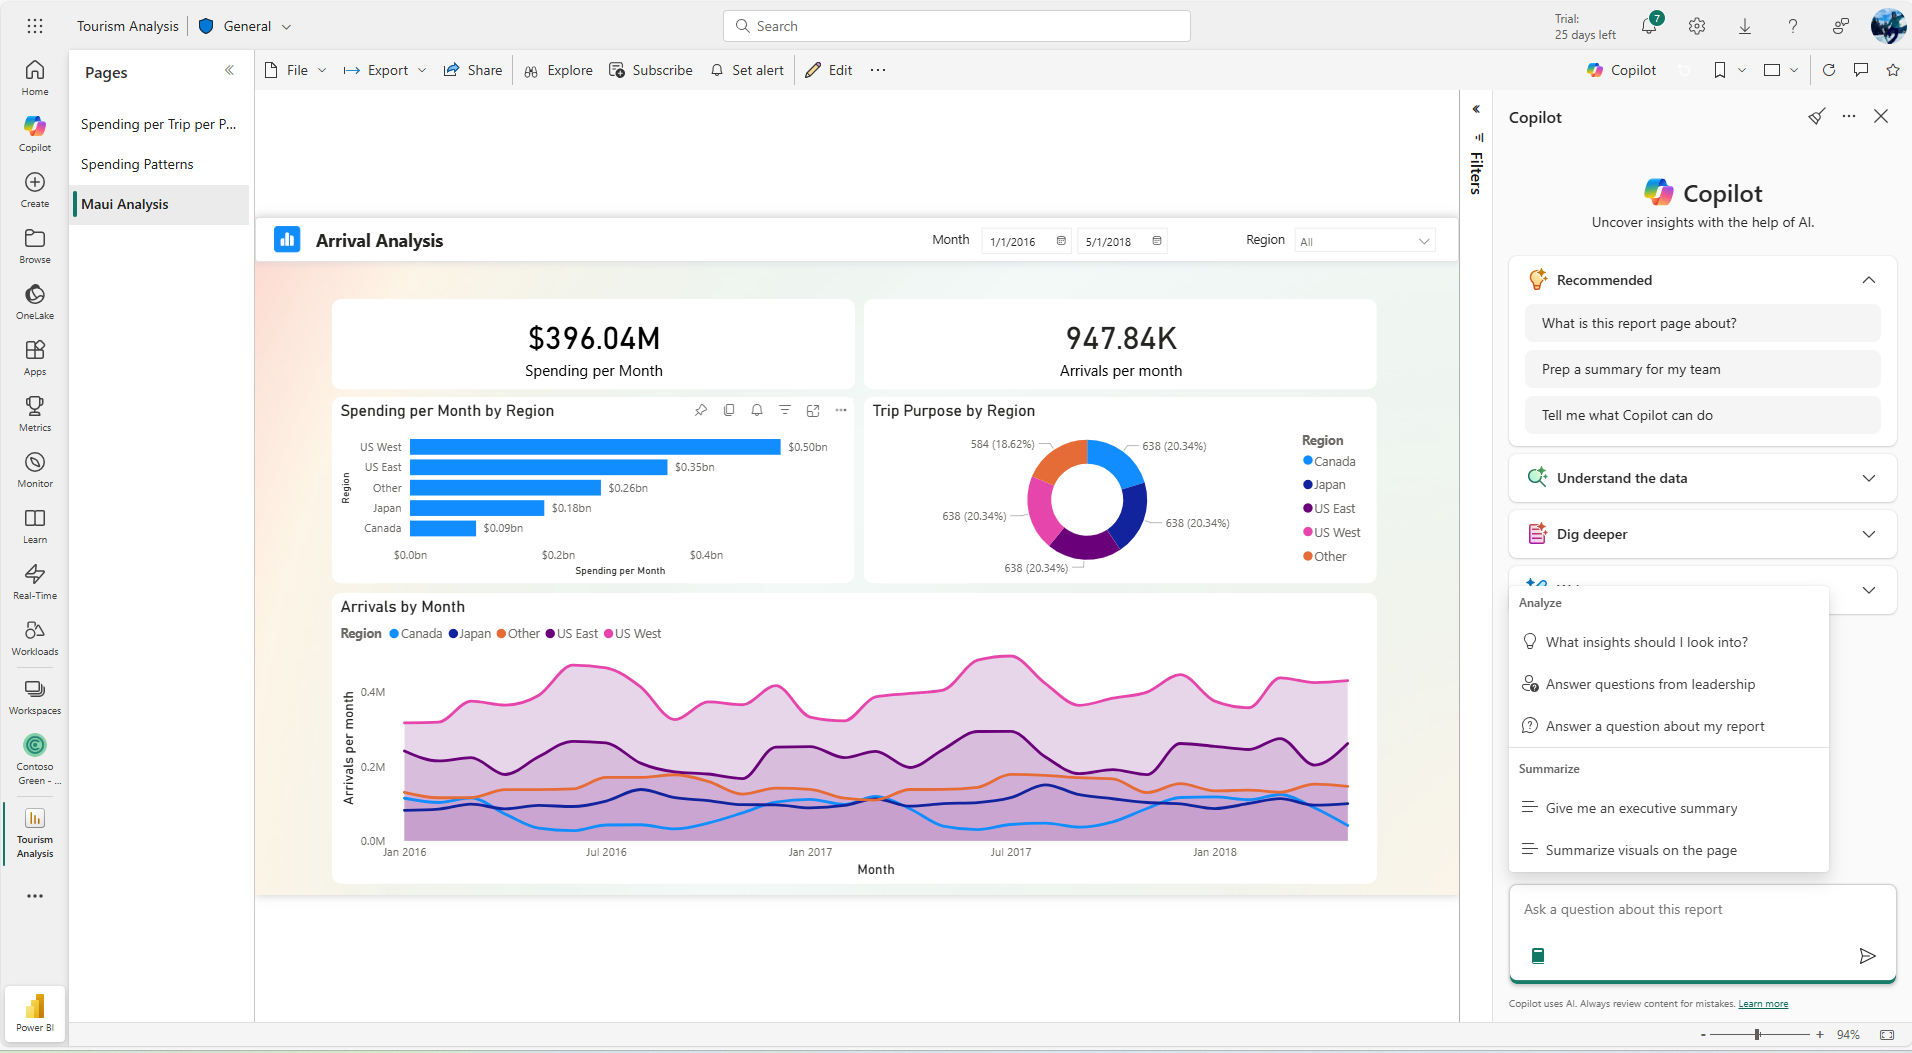 Tourism Analysis
General
Search
Trial:
25 days left
7
Home
Copilot
Create
Browse
OneLake
Apps
Metrics
Monitor
Learn
Real-Time
Workloads
Workspaces
Contoso
Green - ...
Tourism
Analysis
Power BI
Pages
Spending per Trip per P...
Spending Patterns
Maui Analysis
File
Export
Share
Explore
Subscribe
Set alert
Edit
Copilot
Arrival Analysis
Month
1/1/2016
5/1/2018
Region
All
$396.04M
Spending per Month
947.84K
Arrivals per month
Spending per Month by Region
Region
US West
$0.50bn
US East
$0.35bn
Other
$0.26bn
Japan
$0.18bn
Canada
$0.09bn
$0.0bn
$0.2bn
$0.4bn
Spending per Month
Trip Purpose by Region
584 (18.62%)
638 (20.34%)
638 (20.34%)
638 (20.34%)
638 (20.34%)
Region
Canada
Japan
US East
US West
Other
Arrivals by Month
Region Canada Japan Other US East US West
Arrivals per month
0.4M
0.2M
0.0M
Jan 2016
Jul 2016
Jan 2017
Jul 2017
Jan 2018
Month
Filters
Copilot
Copilot
Uncover insights with the help of AI.
Recommended
What is this report page about?
Prep a summary for my team
Tell me what Copilot can do
Understand the data
Dig deeper
Analyze
What insights should I look into?
Answer questions from leadership
Answer a question about my report
Summarize
Give me an executive summary
Summarize visuals on the page
Ask a question about this report
Copilot uses AI. Always review content for mistakes. Learn more
- + 94%